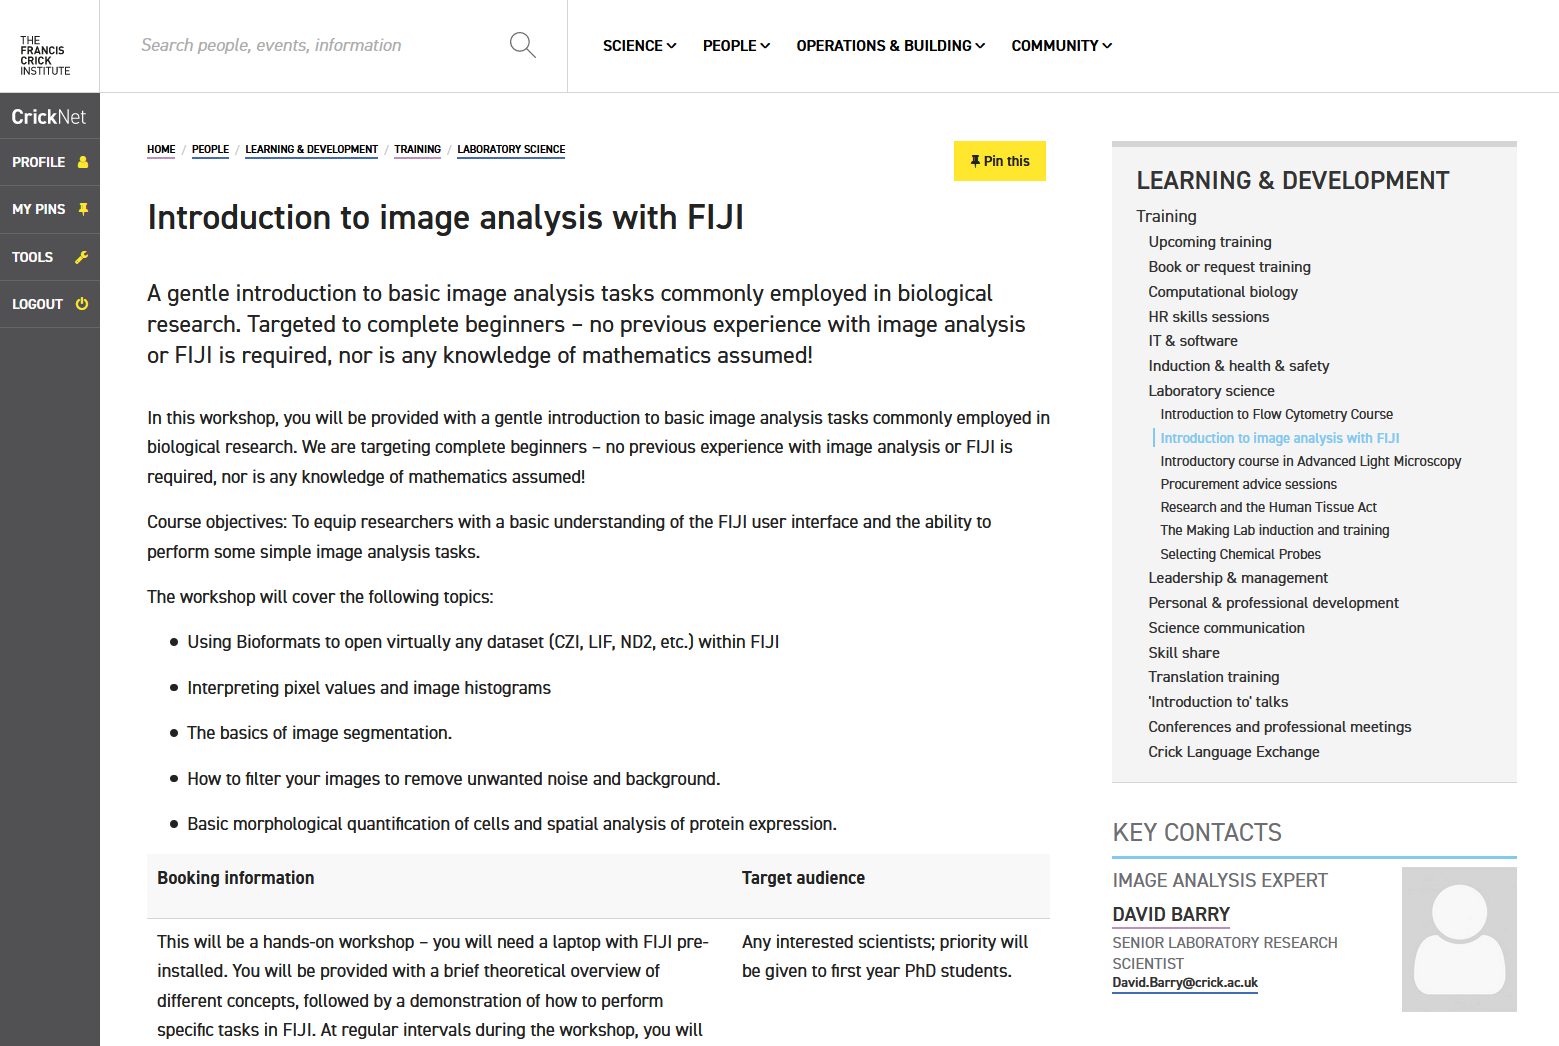 THE
FRANCIS
CRICK
INSTITUTE
Search people, events, information
SCIENCE PEOPLE OPERATIONS & BUILDING COMMUNITY
CrickNet
PROFILE
MY PINS
TOOLS
LOGOUT
HOME / PEOPLE / LEARNING & DEVELOPMENT / TRAINING / LABORATORY SCIENCE
Pin this
Introduction to image analysis with FIJI
A gentle introduction to basic image analysis tasks commonly employed in biological
research. Targeted to complete beginners – no previous experience with image analysis
or FIJI is required, nor is any knowledge of mathematics assumed!
In this workshop, you will be provided with a gentle introduction to basic image analysis tasks commonly employed in
biological research. We are targeting complete beginners – no previous experience with image analysis or FIJI is
required, nor is any knowledge of mathematics assumed!
Course objectives: To equip researchers with a basic understanding of the FIJI user interface and the ability to
perform some simple image analysis tasks.
The workshop will cover the following topics:
• Using Bioformats to open virtually any dataset (CZI, LIF, ND2, etc.) within FIJI
• Interpreting pixel values and image histograms
• The basics of image segmentation.
• How to filter your images to remove unwanted noise and background.
• Basic morphological quantification of cells and spatial analysis of protein expression.
Booking information
This will be a hands-on workshop – you will need a laptop with FIJI pre-
installed. You will be provided with a brief theoretical overview of
different concepts, followed by a demonstration of how to perform
specific tasks in FIJI. At regular intervals during the workshop, you will
Target audience
Any interested scientists; priority will
be given to first year PhD students.
LEARNING & DEVELOPMENT
Training
Upcoming training
Book or request training
Computational biology
HR skills sessions
IT & software
Induction & health & safety
Laboratory science
Introduction to Flow Cytometry Course
Introduction to image analysis with FIJI
Introductory course in Advanced Light Microscopy
Procurement advice sessions
Research and the Human Tissue Act
The Making Lab induction and training
Selecting Chemical Probes
Leadership & management
Personal & professional development
Science communication
Skill share
Translation training
'Introduction to' talks
Conferences and professional meetings
Crick Language Exchange
KEY CONTACTS
IMAGE ANALYSIS EXPERT
DAVID BARRY
SENIOR LABORATORY RESEARCH
SCIENTIST
David.Barry@crick.ac.uk